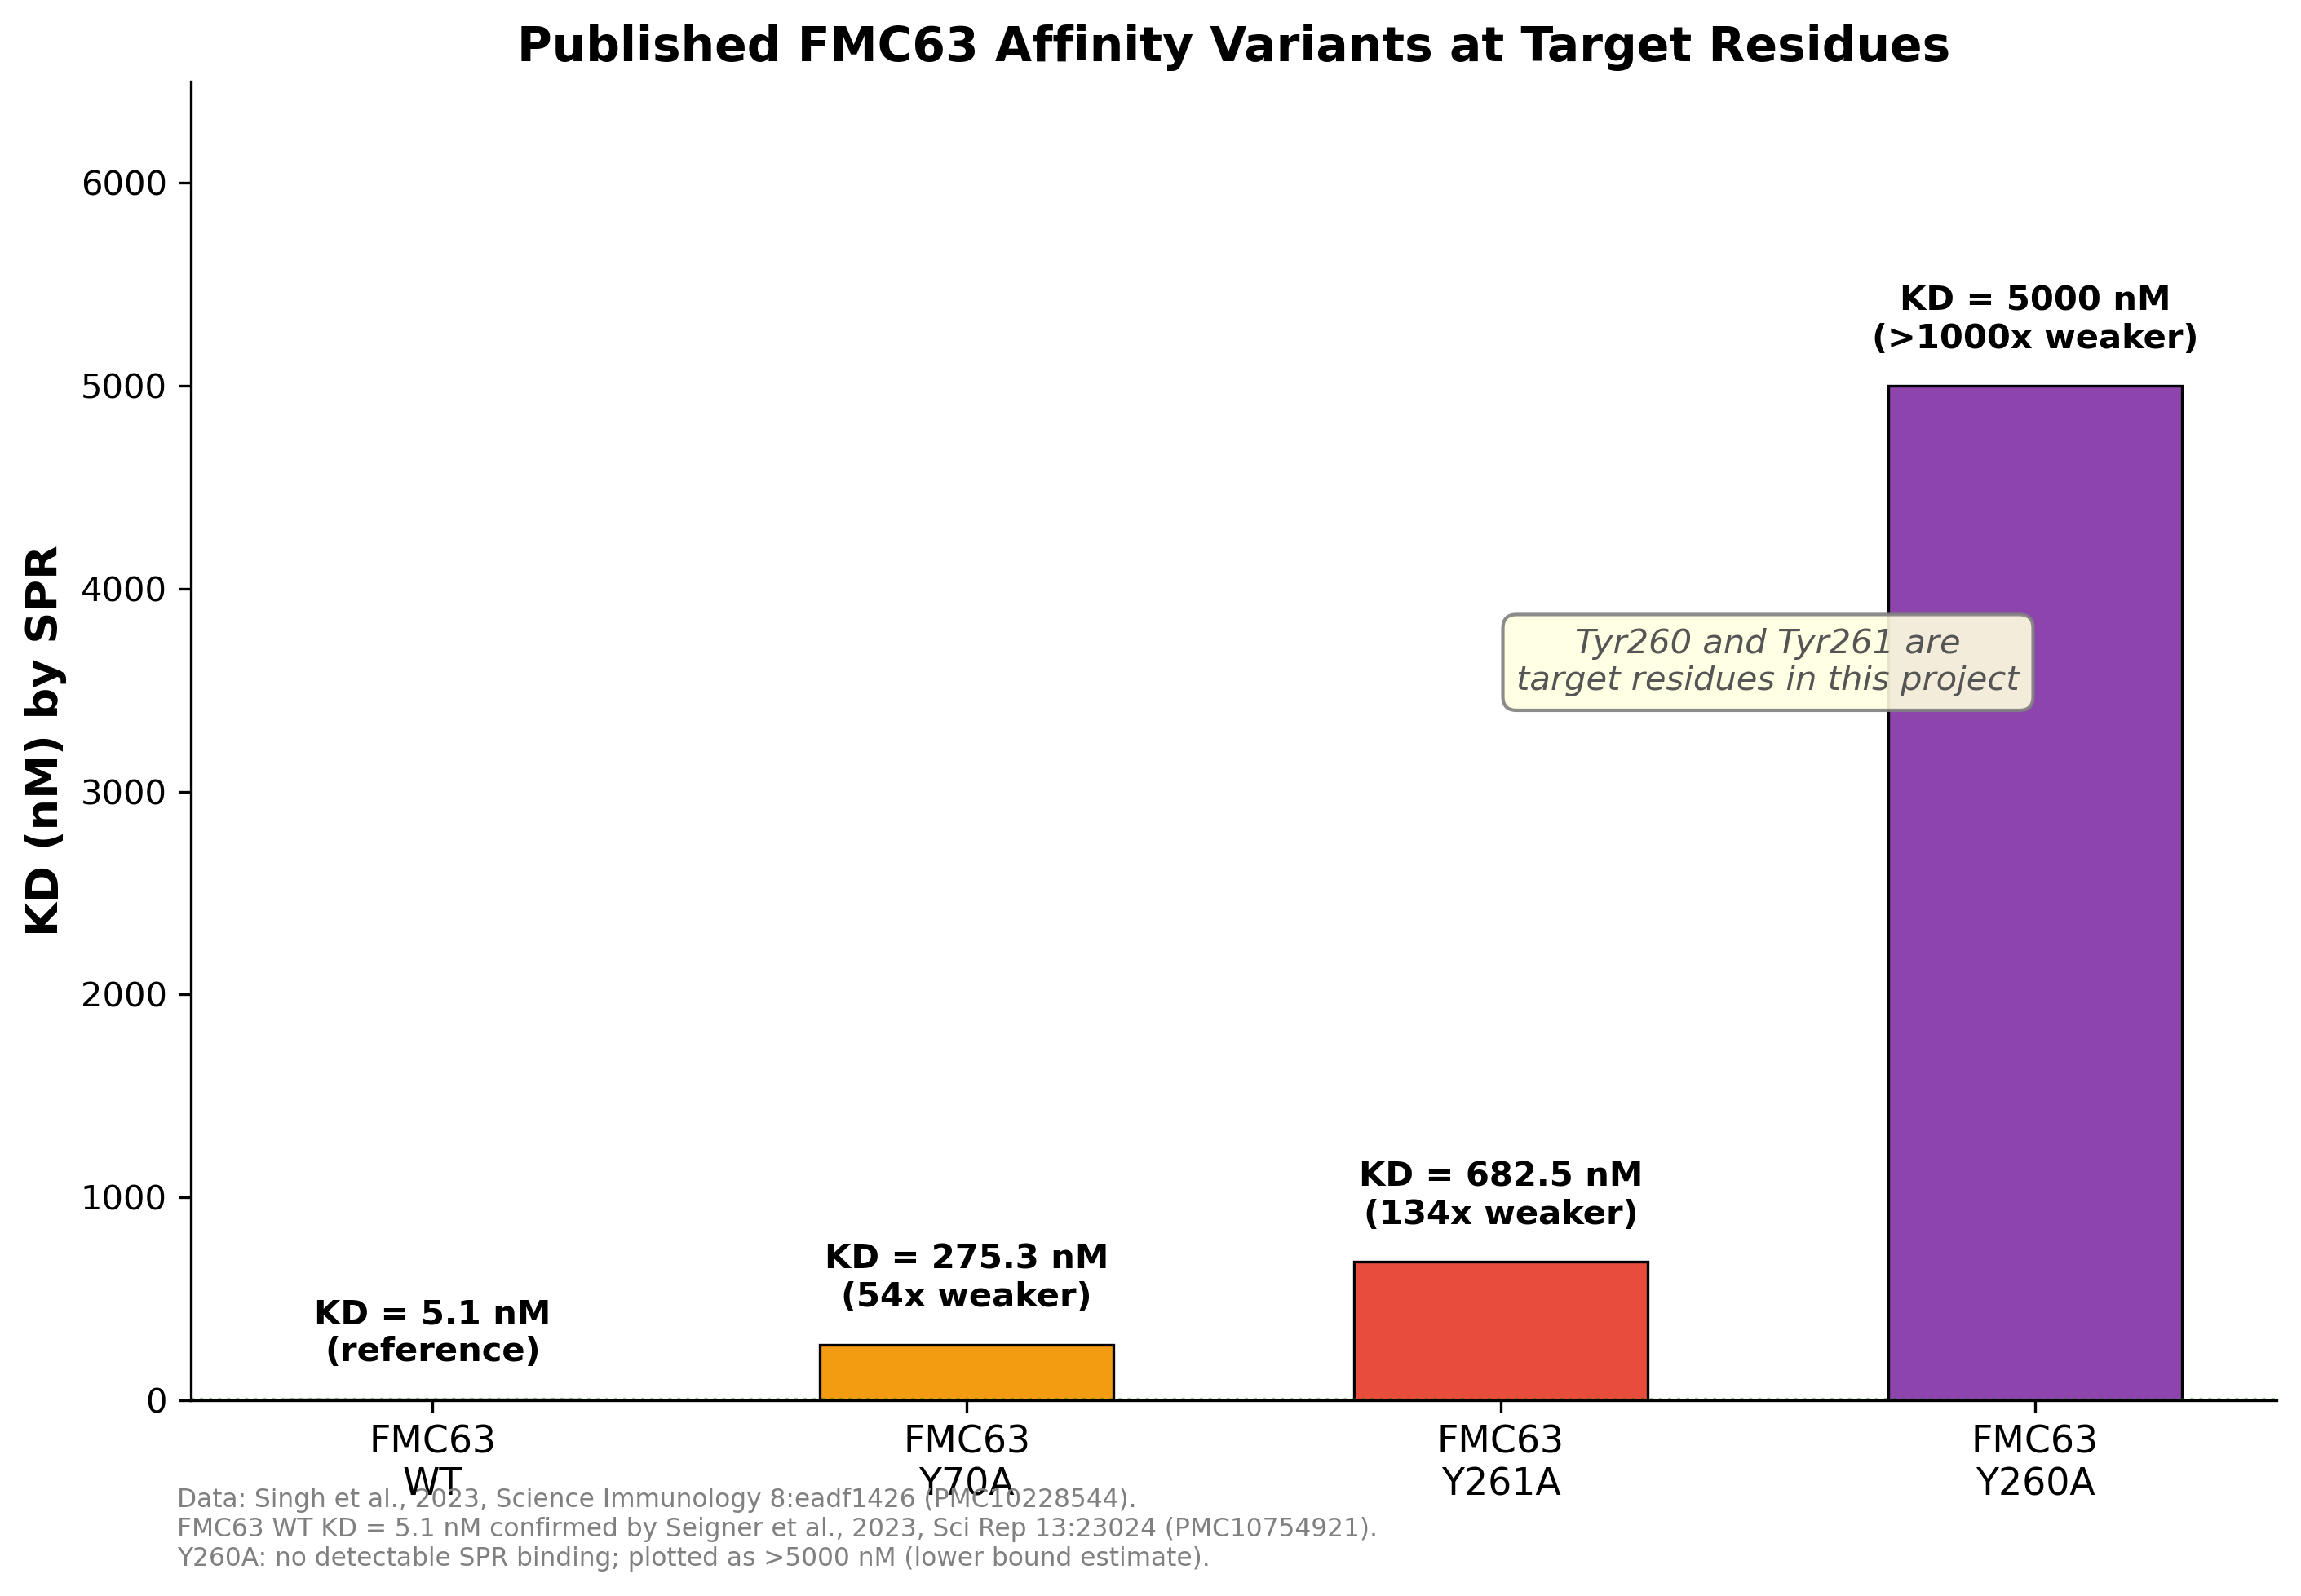 Published FMC63 Affinity Variants at Target Residues
KD (nM) by SPR
6000
5000
4000
3000
2000
1000
0
KD = 5000 nM
(>1000x weaker)
Tyr260 and Tyr261 are
target residues in this project
KD = 682.5 nM
(134x weaker)
KD = 275.3 nM
(54x weaker)
KD = 5.1 nM
(reference)
FMC63
WT
FMC63
Y70A
FMC63
Y261A
FMC63
Y260A
Data: Singh et al., 2023, Science Immunology 8:eadf1426 (PMC10228544).
FMC63 WT KD = 5.1 nM confirmed by Seigner et al., 2023, Sci Rep 13:23024 (PMC10754921).
Y260A: no detectable SPR binding; plotted as >5000 nM (lower bound estimate).